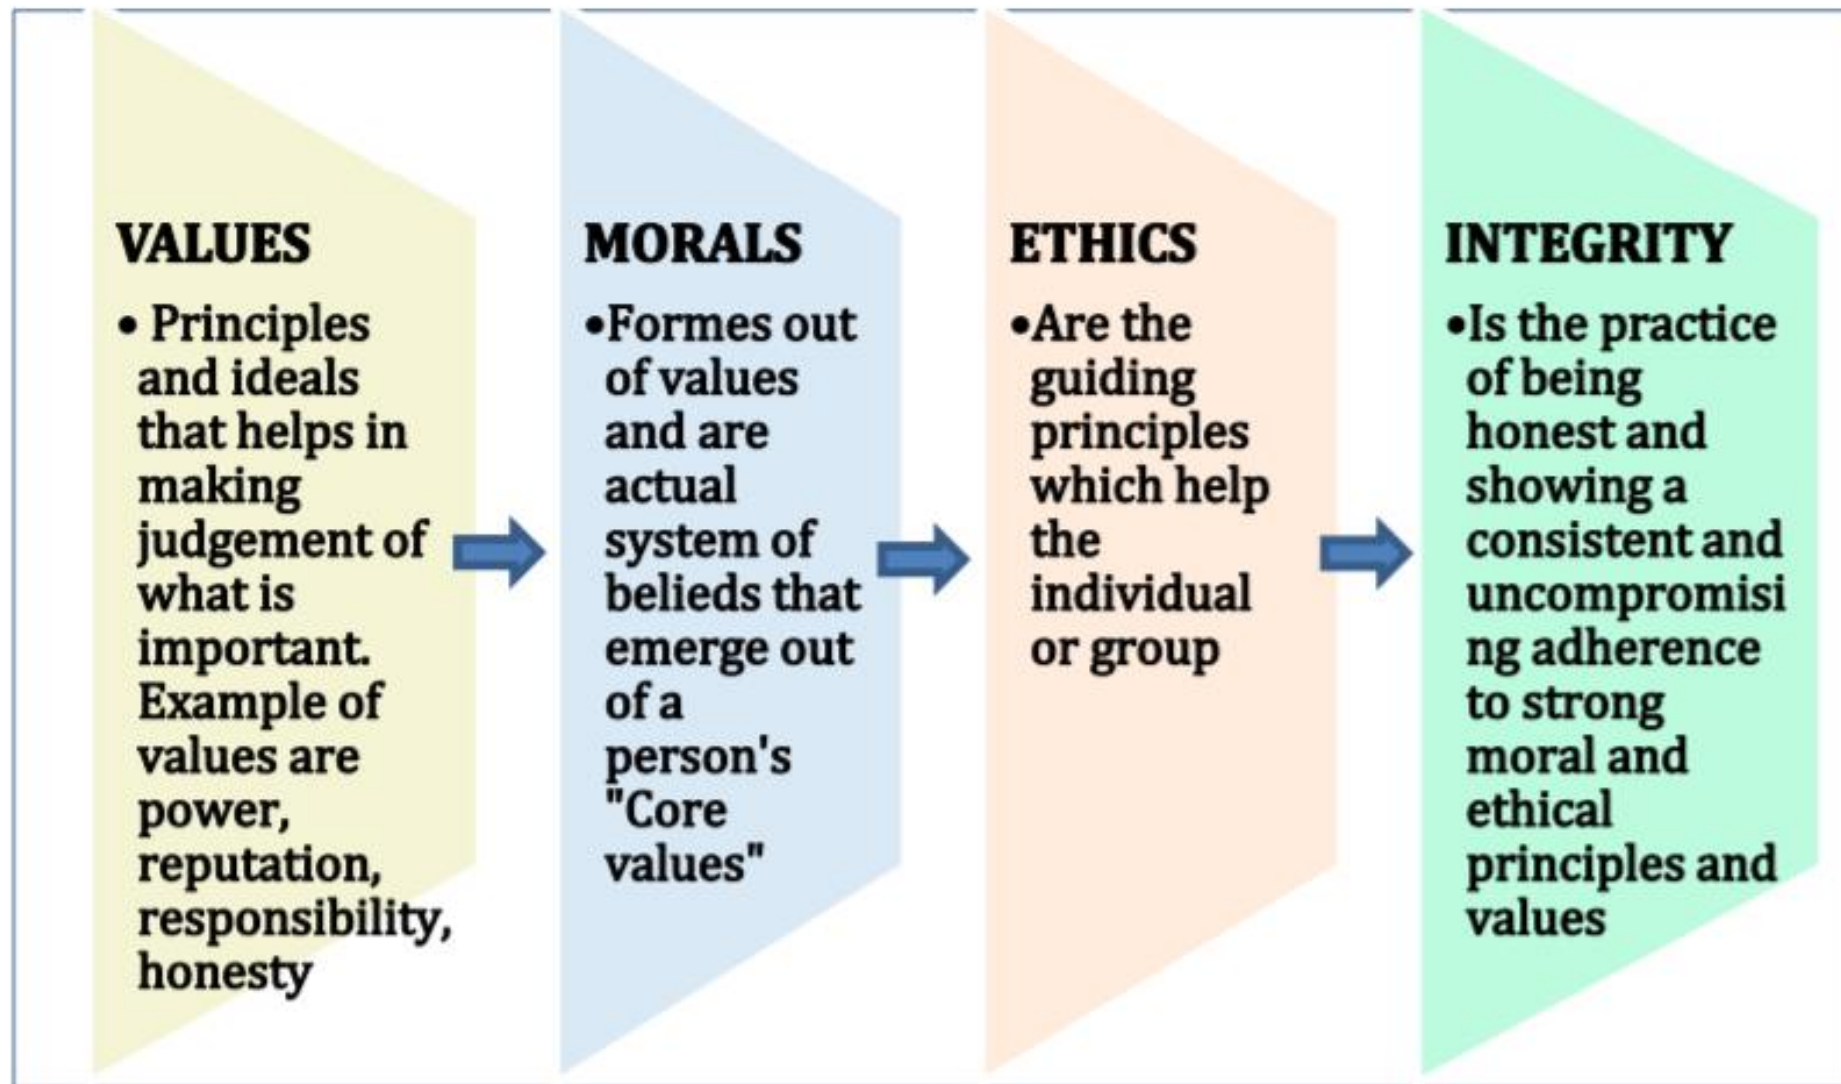 VALUES
• Principles
and ideals
that helps in
making
judgement of
what is
important.
Example of
values are
power,
reputation,
responsibility,
honesty
MORALS
•Formes out
of values
and are
actual
system of
belieds that
emerge out
of a
person's
"Core
values"
ETHICS
•Are the
guiding
principles
which help
the
individual
or group
INTEGRITY
•Is the practice
of being
honest and
showing a
consistent and
uncompromisi
ng adherence
to strong
moral and
ethical
principles and
values